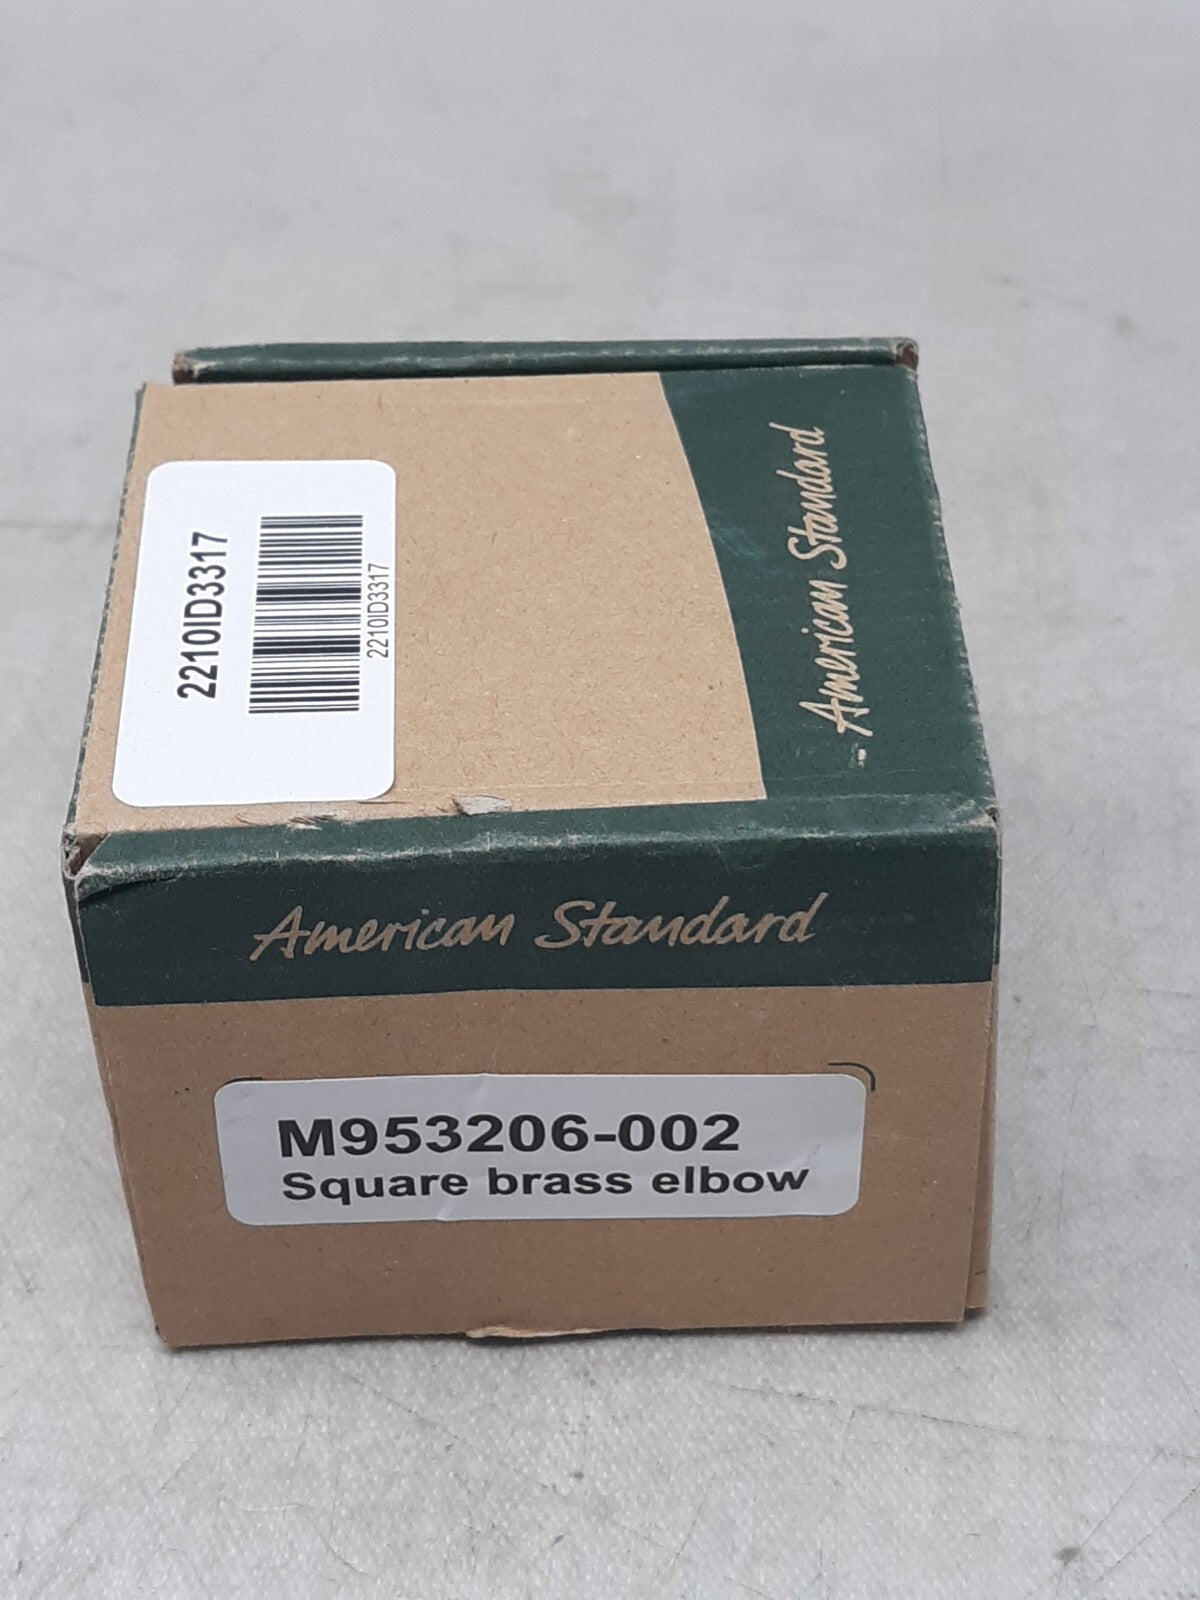 2210ID3317
2210ID3317
American Standard
American Standard
M953206-002
Square brass elbow